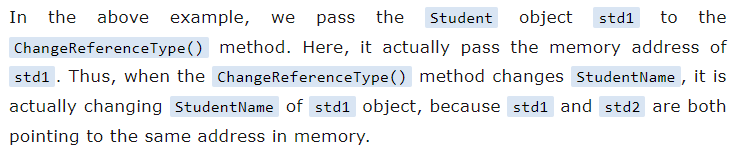 In the above example, we pass the Student object std1 to the
ChangeReferenceType() method. Here, it actually pass the memory address of
std1. Thus, when the ChangeReferenceType() method changes StudentName, it is
actually changing StudentName of std1 object, because std1 and std2 are both
pointing to the same address in memory.